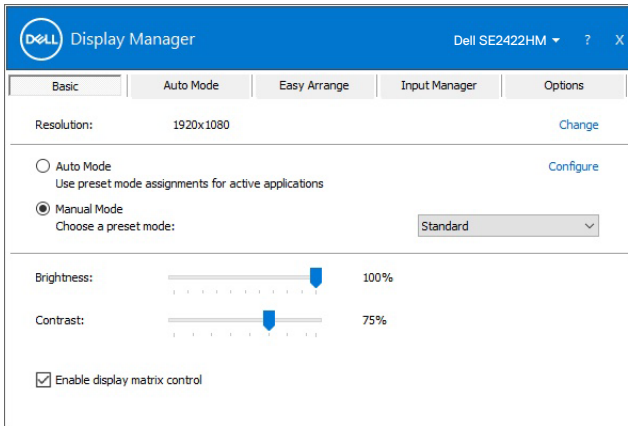 DELL Display Manager Dell SE2422HM ? X
Basic Auto Mode Easy Arrange Input Manager Options
Resolution: 1920x1080 Change
Auto Mode Configure
Use preset mode assignments for active applications
Manual Mode
Choose a preset mode: Standard
Brightness: 100%
Contrast: 75%
Enable display matrix control